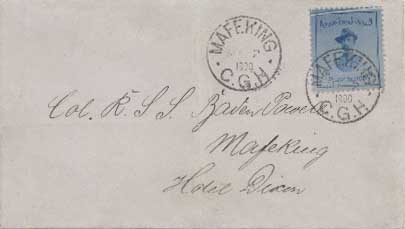 MAFEKING
1900
C.G.H.
MAFEKING
1900
C.G.H.
Col. R. S. S. Baden Powell
Mafeking
Hotel Dixon